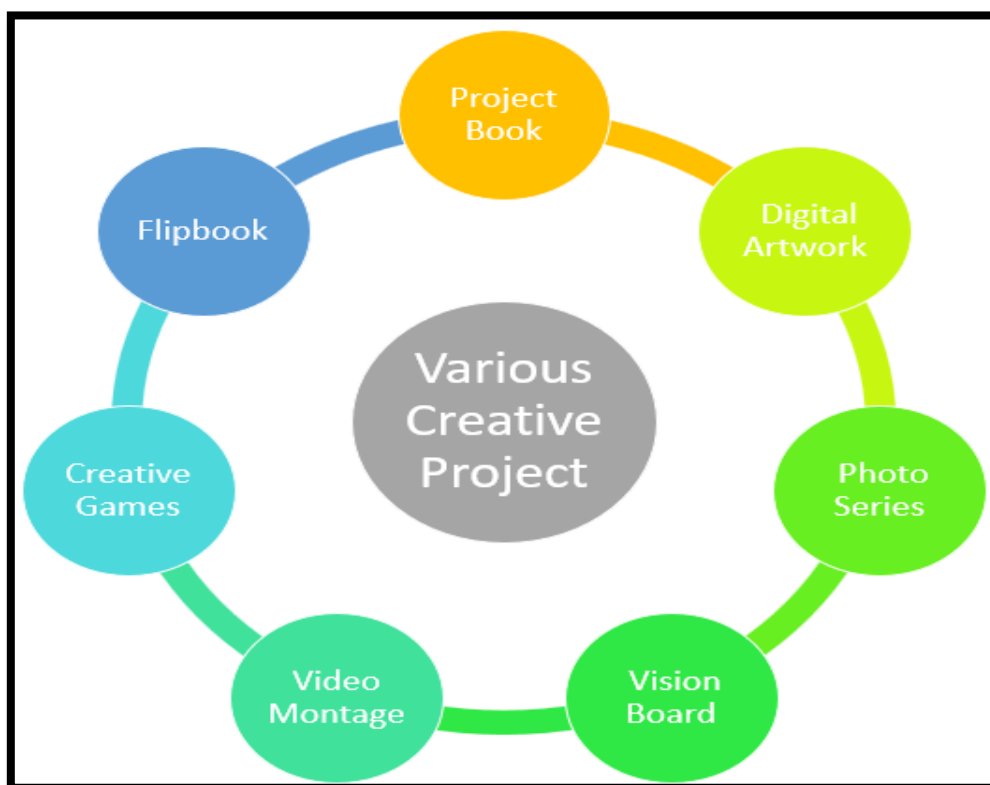 Project
Book
Digital
Artwork
Photo
Series
Vision
Board
Video
Montage
Creative
Games
Flipbook
Various
Creative
Project